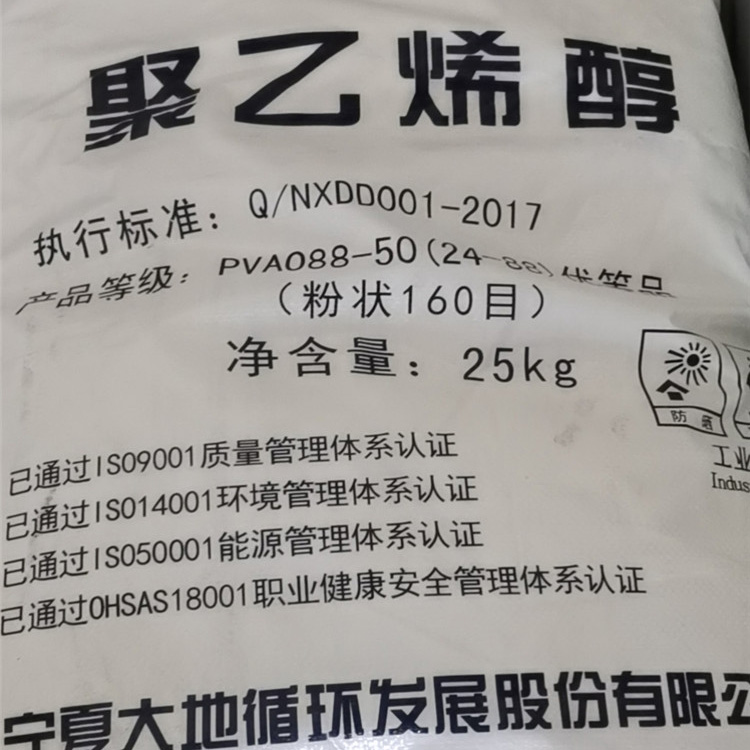 聚乙烯醇
执行标准：Q/NXDD001-2017
产品等级：PVA088-50(24-88)优等品
（粉状160目）
净含量：25kg
防晒
工业
Indus
已通过ISO9001质量管理体系认证
已通过ISO14001环境管理体系认证
已通过ISO50001能源管理体系认证
已通过OHSAS18001职业健康安全管理体系认证
宁夏大地循环发展股份有限公